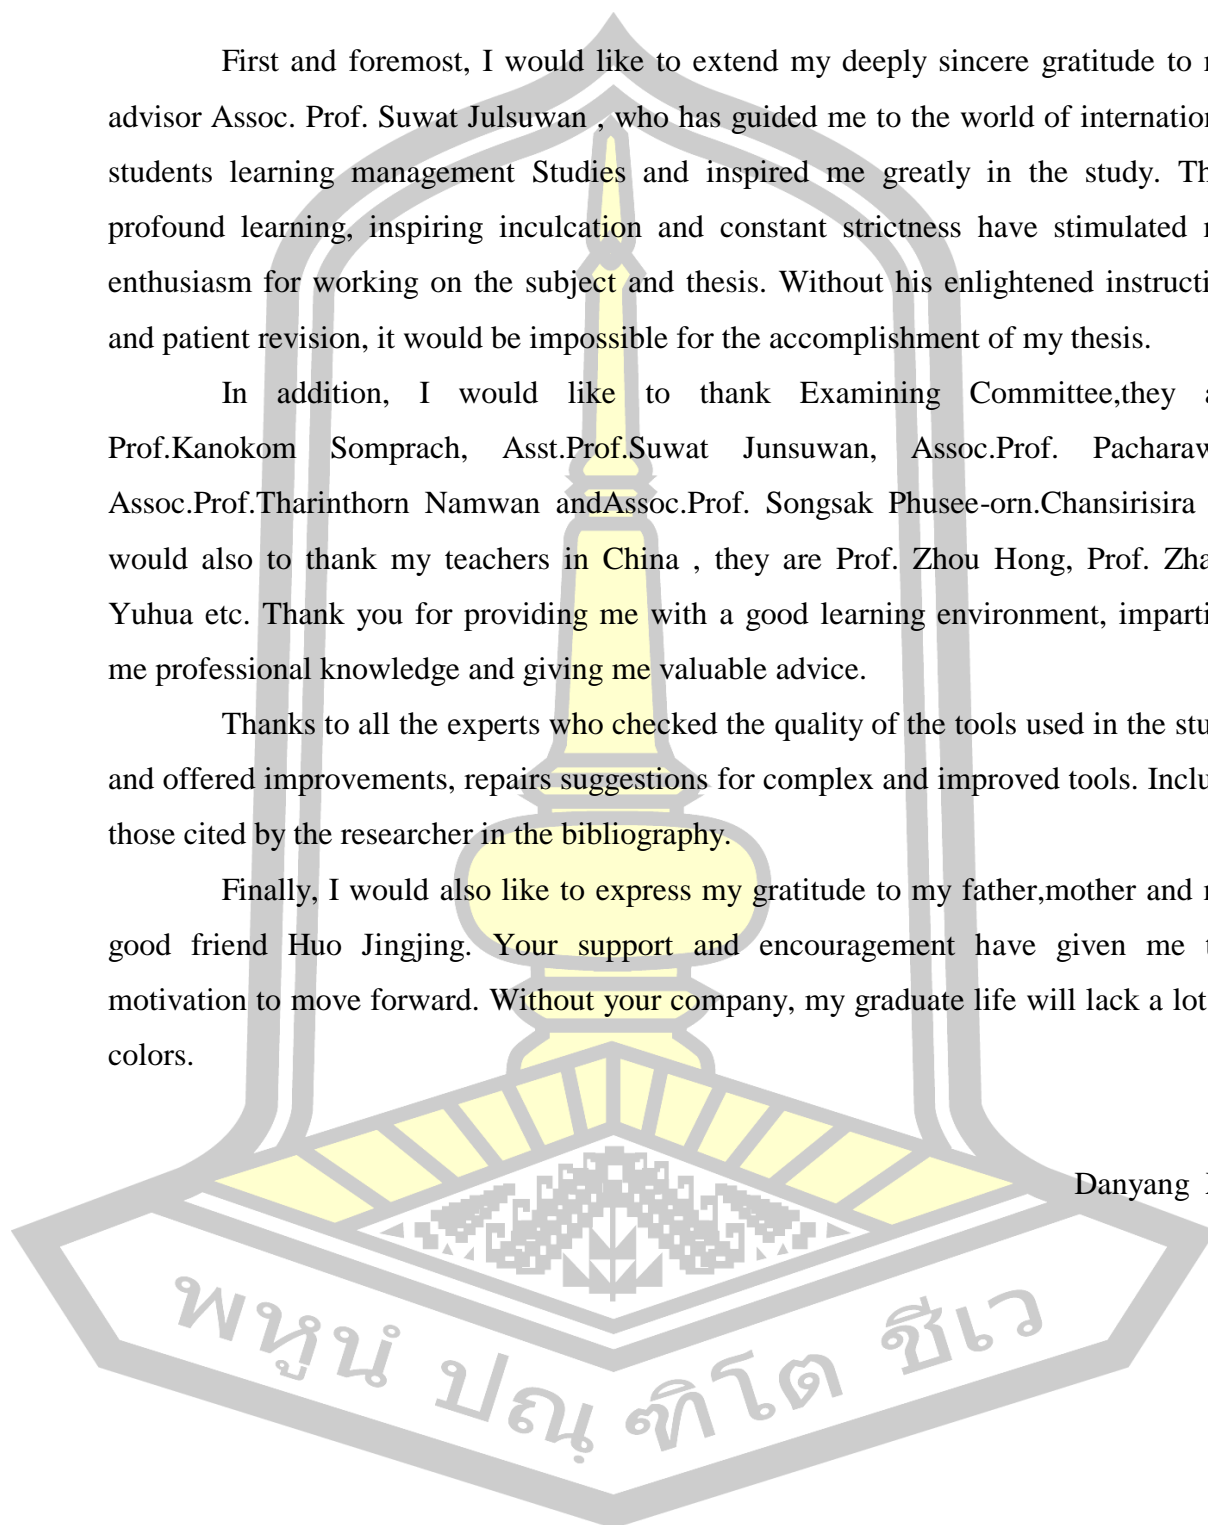 First and foremost, I would like to extend my deeply sincere gratitude to
advisor Assoc. Prof. Suwat Julsuwan , who has guided me to the world of internation
students learning management Studies and inspired me greatly in the study. Th
profound learning, inspiring inculcation and constant strictness have stimulated
enthusiasm for working on the subject and thesis. Without his enlightened instructi
and patient revision, it would be impossible for the accomplishment of my thesis.
In addition, I would like to thank Examining Committee,they a
Prof.Kanokom Somprach, Asst.Prof.Suwat Junsuwan, Assoc.Prof. Pacharaw
Assoc.Prof.Tharinthorn Namwan andAssoc.Prof. Songsak Phusee-orn.Chansirisira
would also to thank my teachers in China , they are Prof. Zhou Hong, Prof. Zha
Yuhua etc. Thank you for providing me with a good learning environment, imparti
me professional knowledge and giving me valuable advice.
Thanks to all the experts who checked the quality of the tools used in the stu
and offered improvements, repairs suggestions for complex and improved tools. Inclu
those cited by the researcher in the bibliography.
Finally, I would also like to express my gratitude to my father,mother and
good friend Huo Jingjing. Your support and encouragement have given me t
motivation to move forward. Without your company, my graduate life will lack a lot
colors.
Danyang
พหูนํ ปณฺฑิโต ชีเว